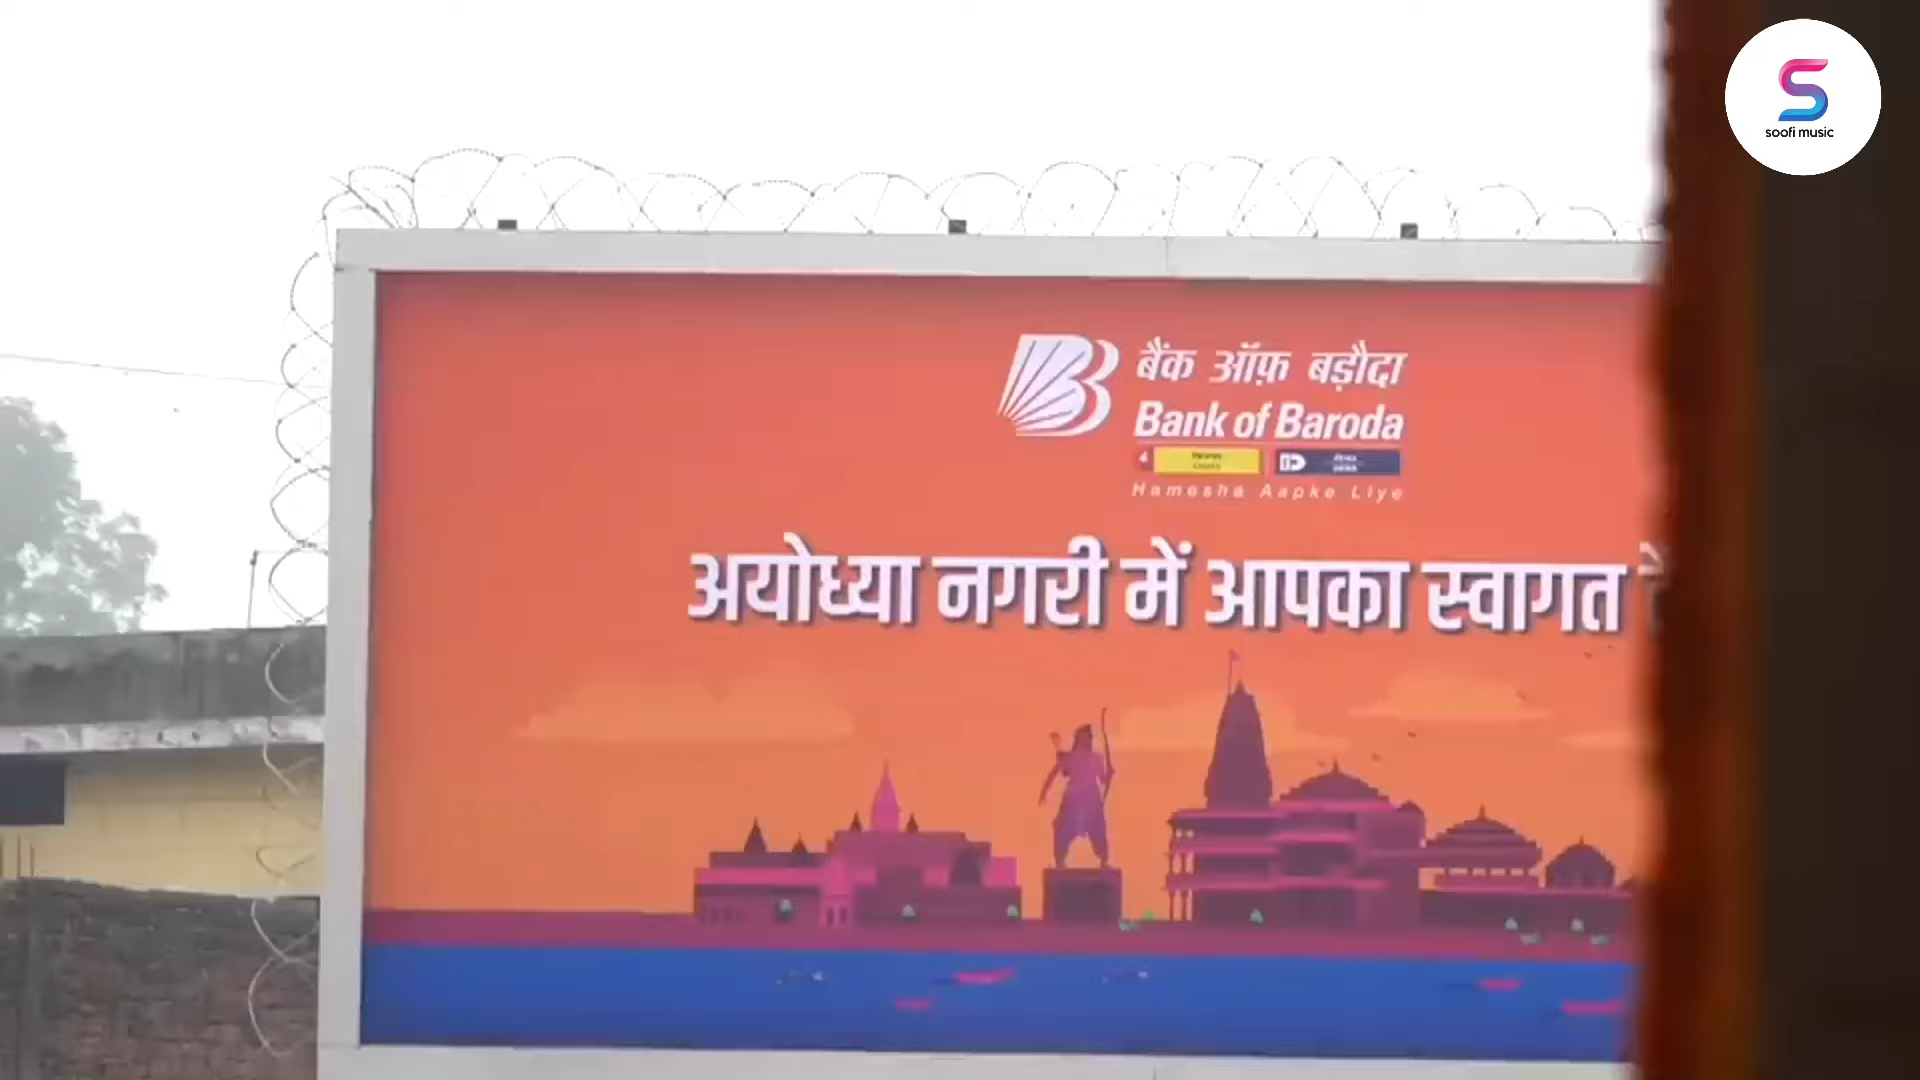 soofi music
बैंक ऑफ़ बड़ौदा
Bank of Baroda
Hamesha Aapke Liye
अयोध्या नगरी में आपका स्वागत